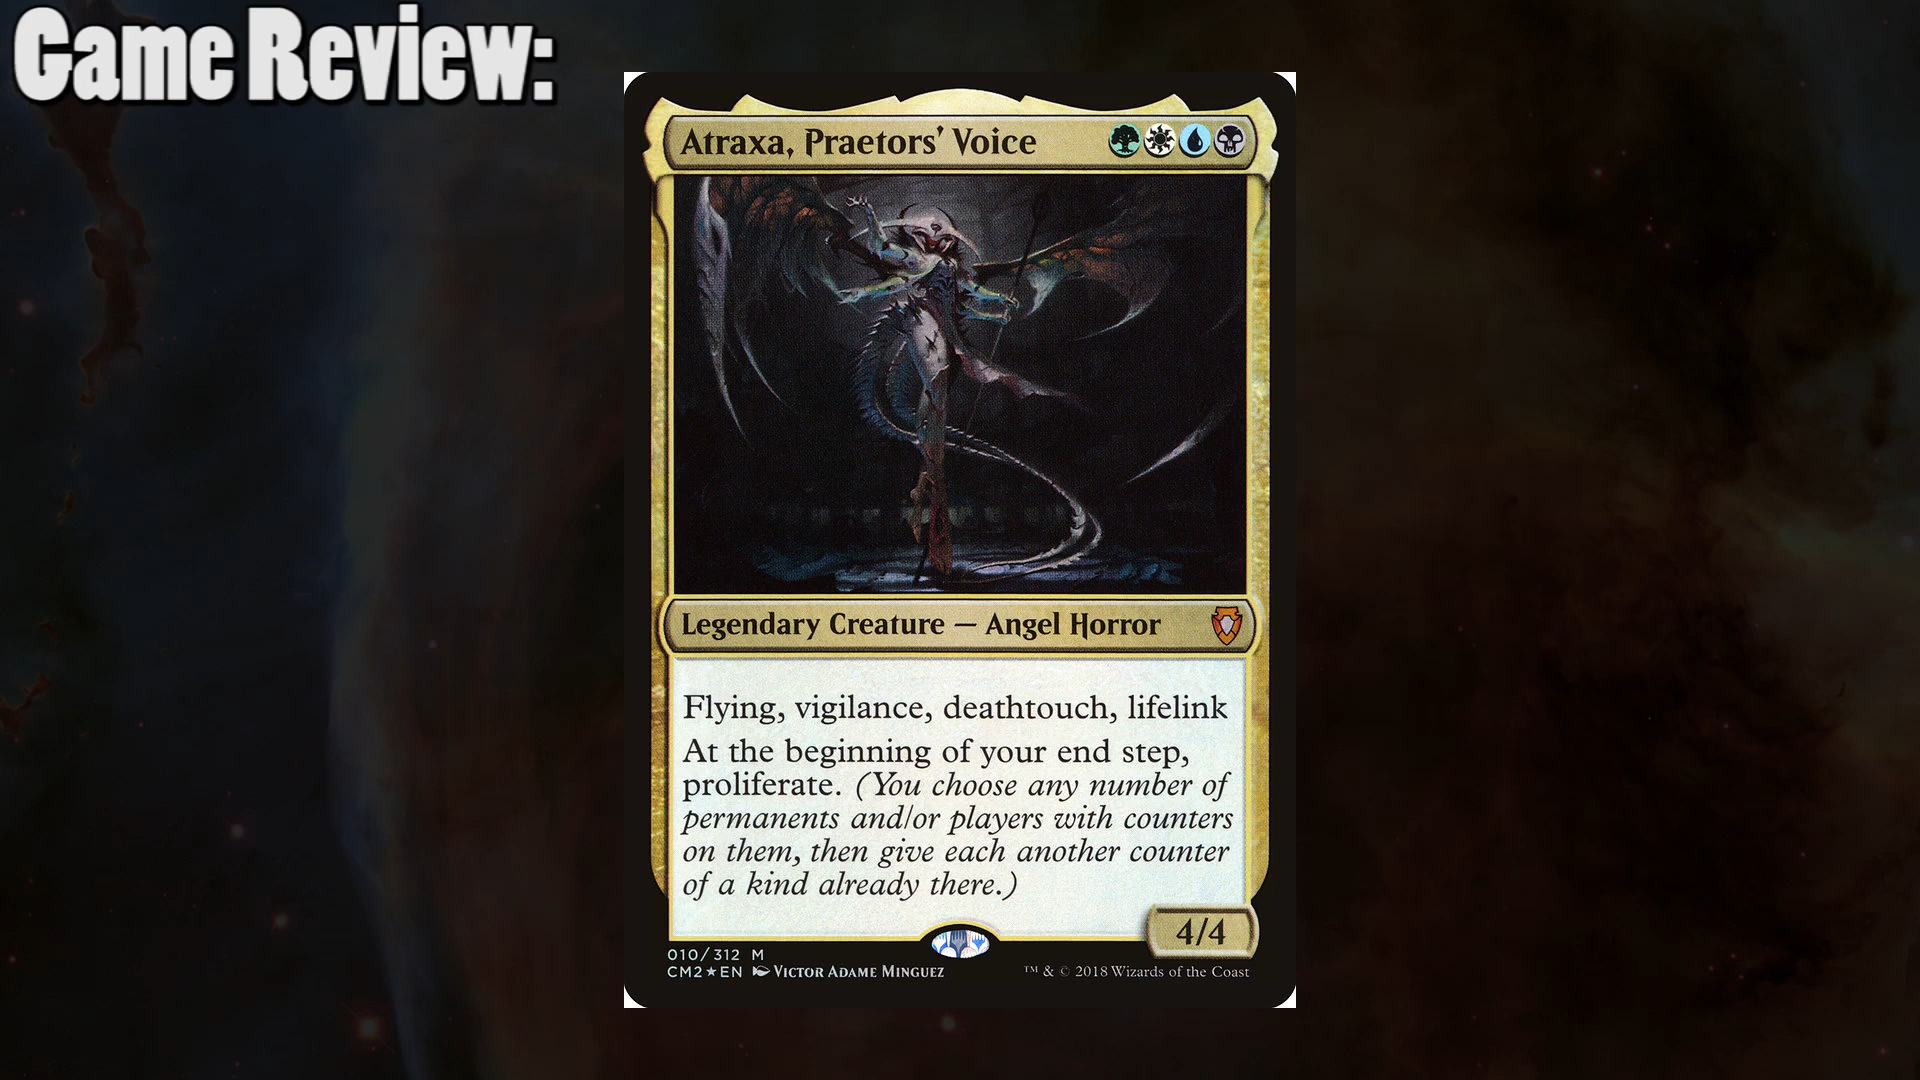 Game Review:
Atraxa, Praetors' Voice
Legendary Creature — Angel Horror
Flying, vigilance, deathtouch, lifelink
At the beginning of your end step,
proliferate. (You choose any number of
permanents and/or players with counters
on them, then give each another counter
of a kind already there.)
4/4
010/312 M
CM2★EN Victor Adame Minguez
™ & © 2018 Wizards of the Coast